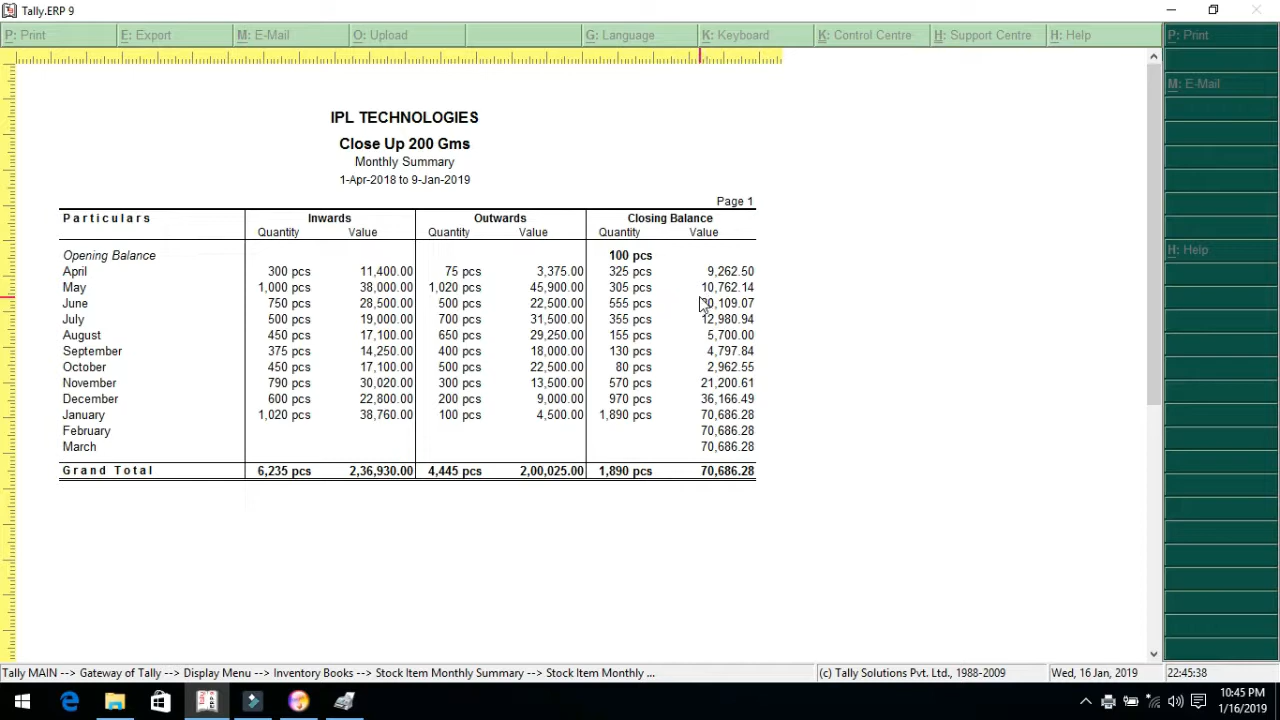 Tally.ERP 9
P: Print E: Export M: E-Mail O: Upload G: Language K: Keyboard K: Control Centre H: Support Centre H: Help P: Print
M: E-Mail
H: Help
IPL TECHNOLOGIES
Close Up 200 Gms
Monthly Summary
1-Apr-2018 to 9-Jan-2019
Page 1
Particulars Inwards Outwards Closing Balance
Quantity Value Quantity Value Quantity Value
Opening Balance 100 pcs
April 300 pcs 11,400.00 75 pcs 3,375.00 325 pcs 9,262.50
May 1,000 pcs 38,000.00 1,020 pcs 45,900.00 305 pcs 10,762.14
June 750 pcs 28,500.00 500 pcs 22,500.00 555 pcs
July 500 pcs 19,000.00 700 pcs 31,500.00 355 pcs 12,980.94
August 450 pcs 17,100.00 650 pcs 29,250.00 155 pcs 5,700.00
September 375 pcs 14,250.00 400 pcs 18,000.00 130 pcs 4,797.84
October 450 pcs 17,100.00 500 pcs 22,500.00 80 pcs 2,962.55
November 790 pcs 30,020.00 300 pcs 13,500.00 570 pcs 21,200.61
December 600 pcs 22,800.00 200 pcs 9,000.00 970 pcs 36,166.49
January 1,020 pcs 38,760.00 100 pcs 4,500.00 1,890 pcs 70,686.28
February 70,686.28
March 70,686.28
Grand Total 6,235 pcs 2,36,930.00 4,445 pcs 2,00,025.00 1,890 pcs 70,686.28
Tally MAIN --> Gateway of Tally --> Display Menu --> Inventory Books --> Stock Item Monthly Summary --> Stock Item Monthly ... (c) Tally Solutions Pvt. Ltd., 1988-2009 Wed, 16 Jan, 2019 22:45:38
10:45 PM
1/16/2019